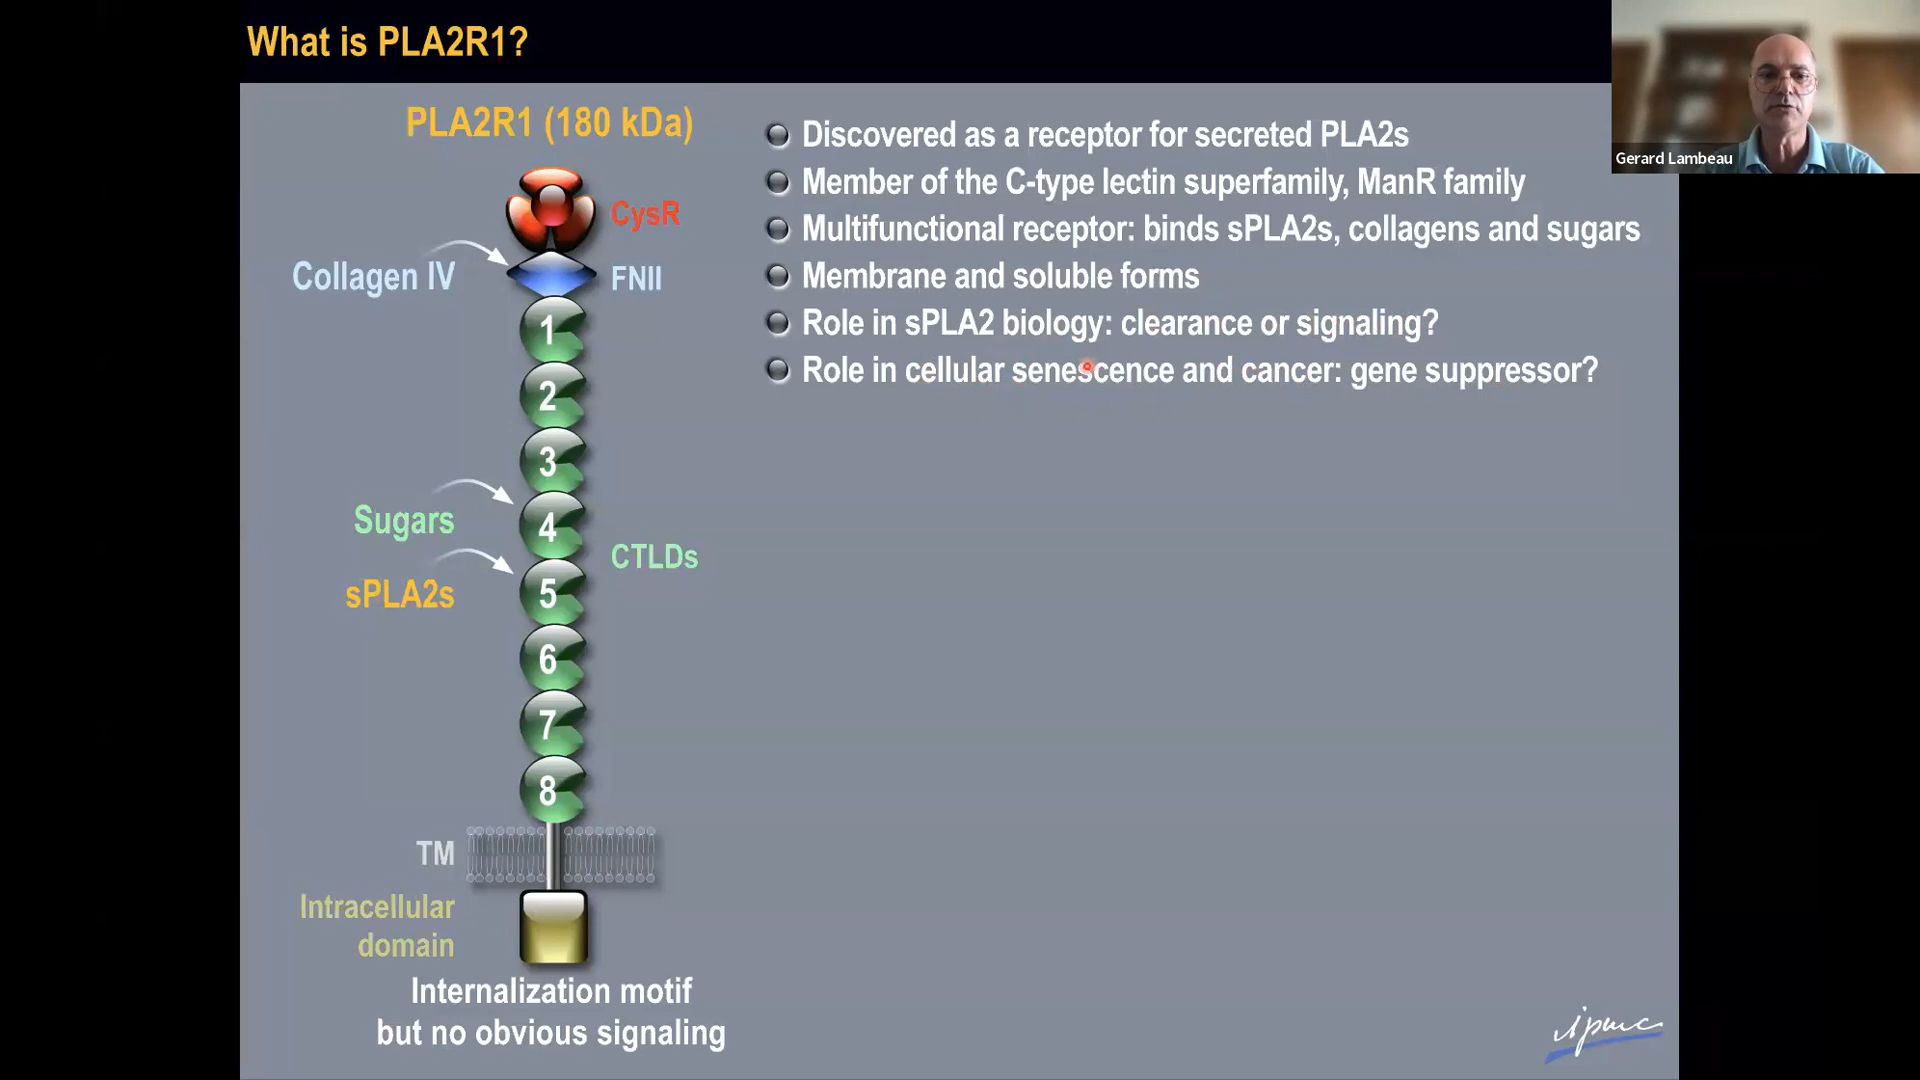 What is PLA2R1?
Gerard Lambeau
PLA2R1 (180 kDa)
CysR
Collagen IV
FNII
1
2
3
4
Sugars
CTLDs
5
sPLA2s
6
7
8
TM
Intracellular
domain
Internalization motif
but no obvious signaling
Discovered as a receptor for secreted PLA2s
Member of the C-type lectin superfamily, ManR family
Multifunctional receptor: binds sPLA2s, collagens and sugars
Membrane and soluble forms
Role in sPLA2 biology: clearance or signaling?
Role in cellular senescence and cancer: gene suppressor?
ipmc